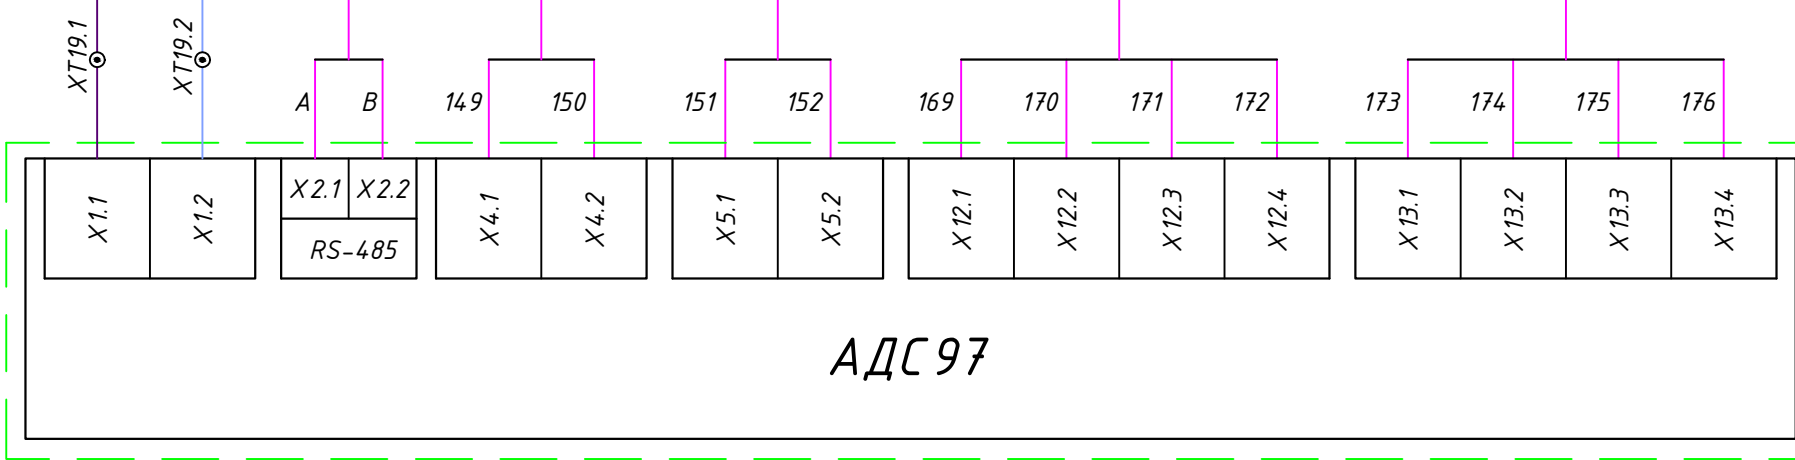 XT19.1
XT19.2
A
B
149
150
151
152
169
170
171
172
173
174
175
176
X1.1
X1.2
X2.1
X2.2
RS-485
X4.1
X4.2
X5.1
X5.2
X12.1
X12.2
X12.3
X12.4
X13.1
X13.2
X13.3
X13.4
АДС97